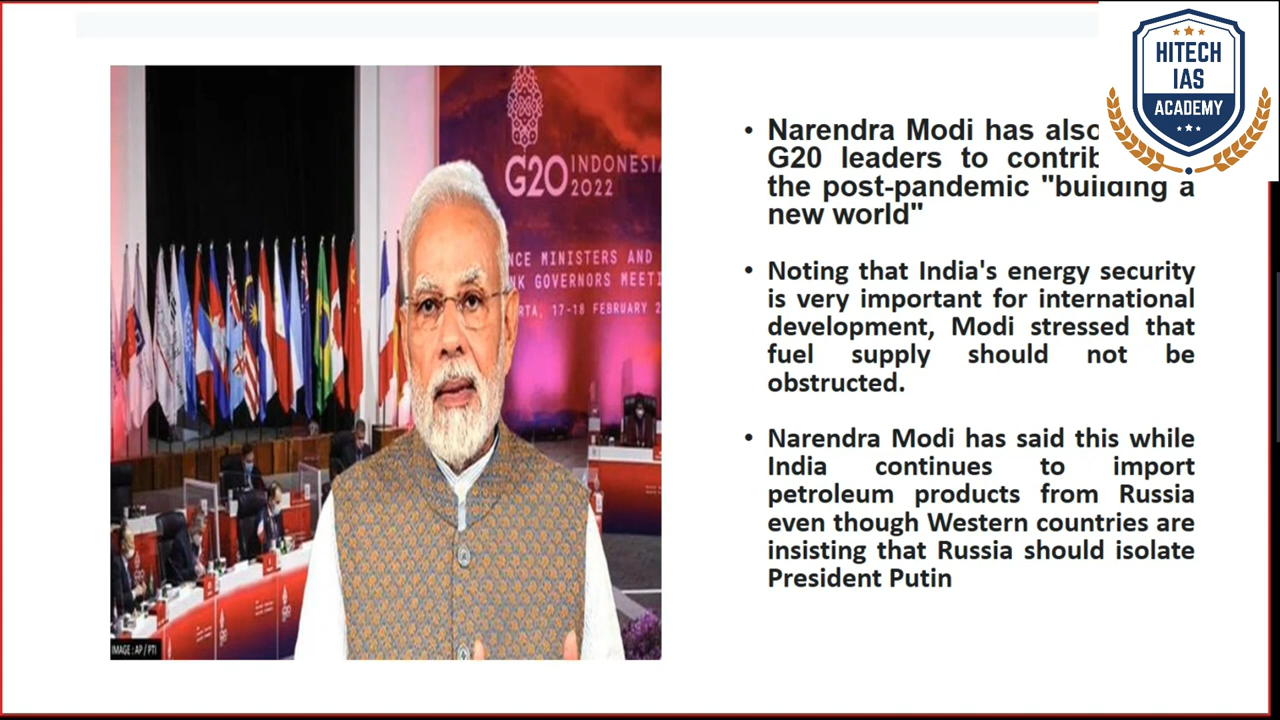 HITECH
IAS
ACADEMY
G20 INDONESIA
2022
NCE MINISTERS AND
NK GOVERNORS MEETI
RTA, 17-18 FEBRUARY 2
IMAGE : AP / PTI
• Narendra Modi has also
G20 leaders to contrib
the post-pandemic "building a
new world"
• Noting that India's energy security
is very important for international
development, Modi stressed that
fuel supply should not be
obstructed.
• Narendra Modi has said this while
India continues to import
petroleum products from Russia
even though Western countries are
insisting that Russia should isolate
President Putin